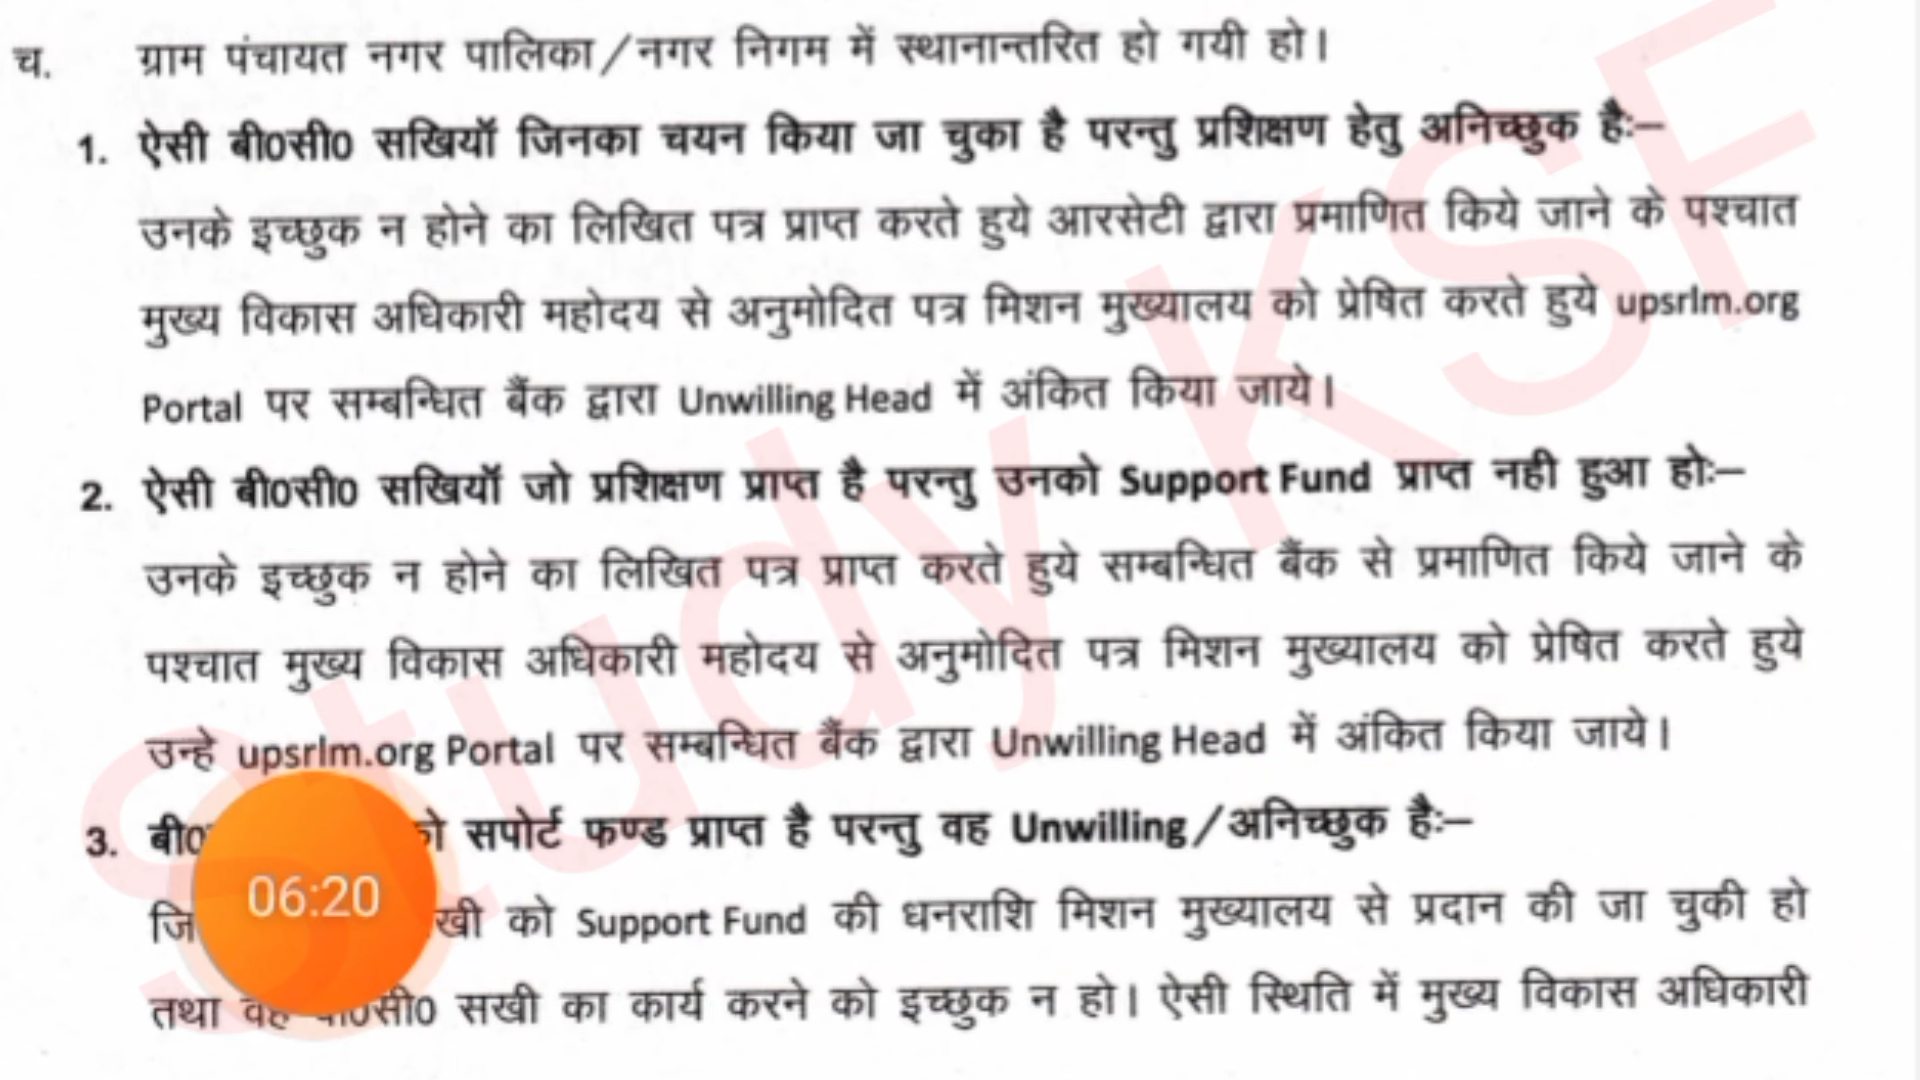 च. ग्राम पंचायत नगर पालिका/नगर निगम में स्थानान्तरित हो गयी हो।
1. ऐसी बी0सी0 सखियॉ जिनका चयन किया जा चुका है परन्तु प्रशिक्षण हेतु अनिच्छुक हैः–
उनके इच्छुक न होने का लिखित पत्र प्राप्त करते हुये आरसेटी द्वारा प्रमाणित किये जाने के पश्चात
मुख्य विकास अधिकारी महोदय से अनुमोदित पत्र मिशन मुख्यालय को प्रेषित करते हुये upsrlm.org
Portal पर सम्बन्धित बैंक द्वारा Unwilling Head में अंकित किया जाये।
2. ऐसी बी0सी0 सखियॉ जो प्रशिक्षण प्राप्त है परन्तु उनको Support Fund प्राप्त नही हुआ होः–
उनके इच्छुक न होने का लिखित पत्र प्राप्त करते हुये सम्बन्धित बैंक से प्रमाणित किये जाने के
पश्चात मुख्य विकास अधिकारी महोदय से अनुमोदित पत्र मिशन मुख्यालय को प्रेषित करते हुये
उन्हे upsrlm.org Portal पर सम्बन्धित बैंक द्वारा Unwilling Head में अंकित किया जाये।
3. सपोर्ट फण्ड प्राप्त है परन्तु वह Unwilling/अनिच्छुक हैः–
को Support Fund की धनराशि मिशन मुख्यालय से प्रदान की जा चुकी हो
तथा वह बी0सी0 सखी का कार्य करने को इच्छुक न हो। ऐसी स्थिति में मुख्य विकास अधिकारी
06:20
Study KSF